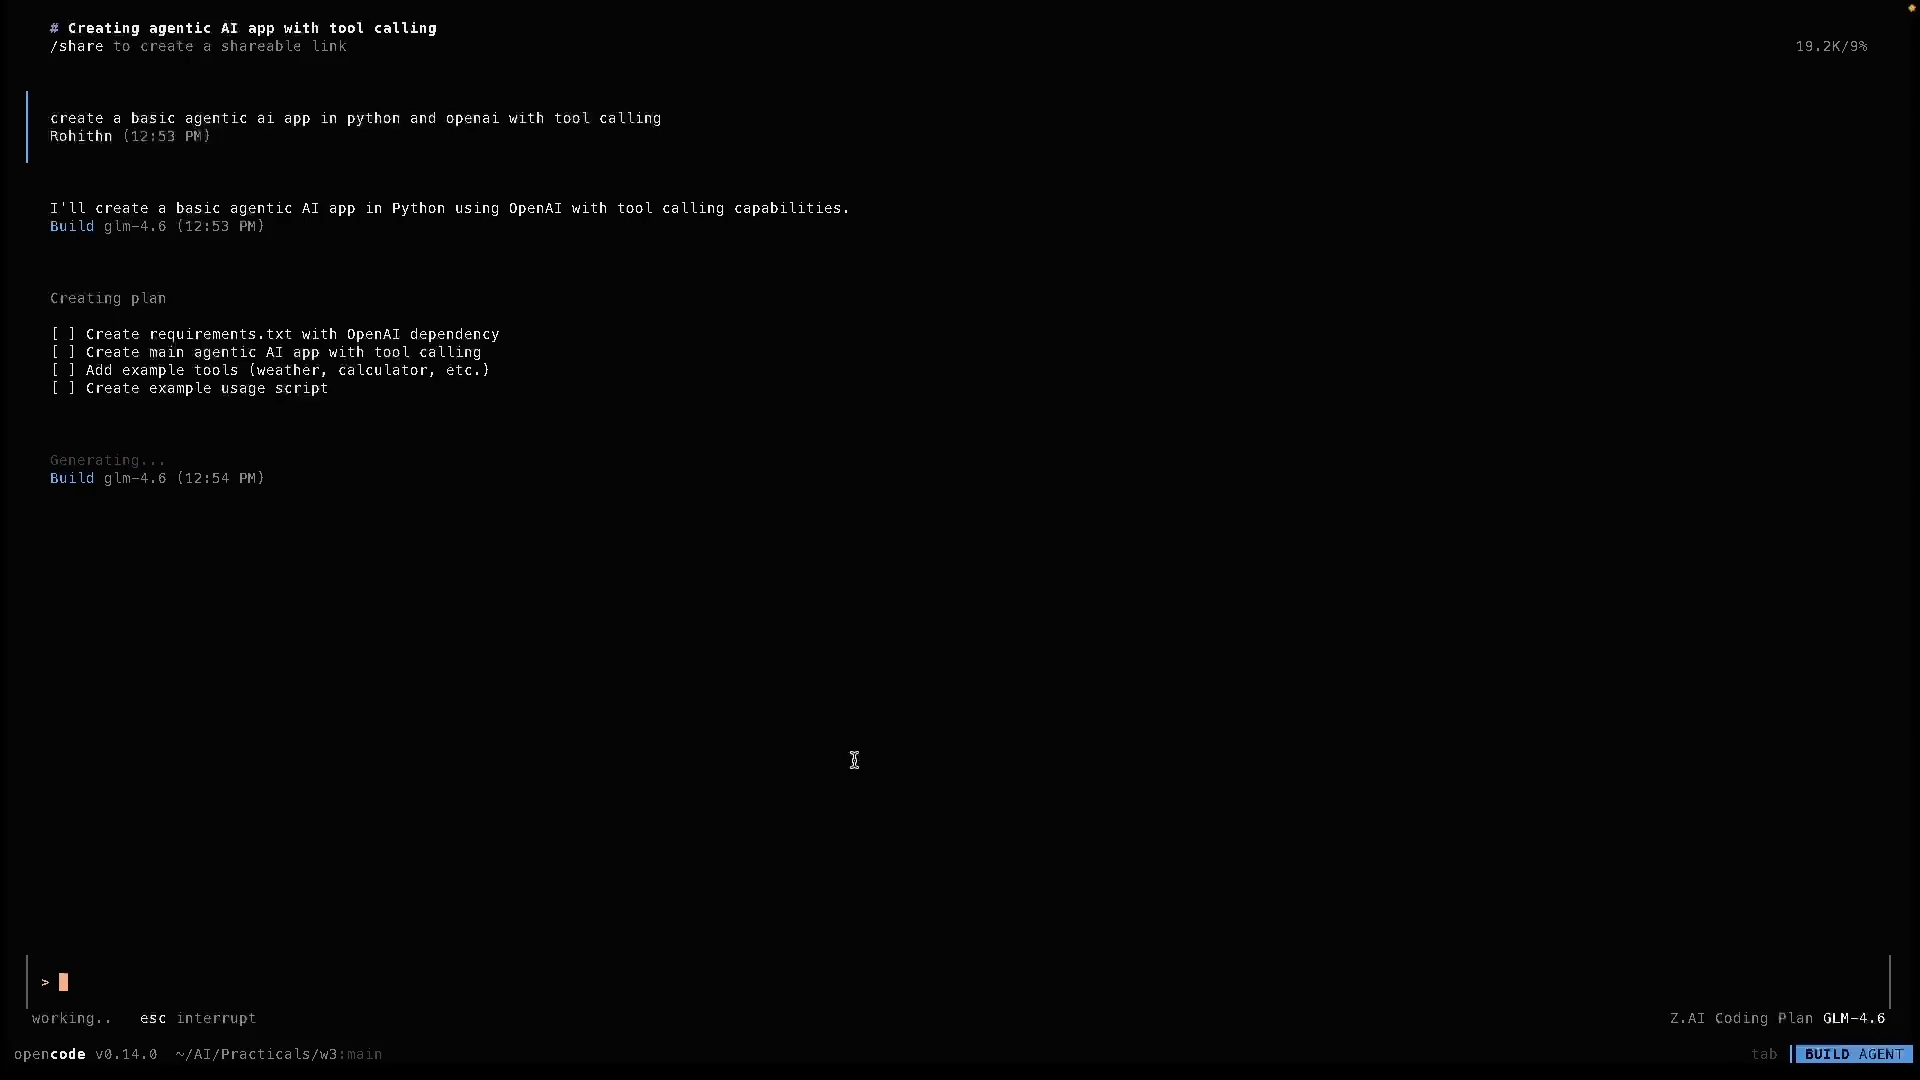 # Creating agentic AI app with tool calling
/share to create a shareable link
19.2K/9%
create a basic agentic ai app in python and openai with tool calling
Rohithn (12:53 PM)
I'll create a basic agentic AI app in Python using OpenAI with tool calling capabilities.
Build glm-4.6 (12:53 PM)
Creating plan
[ ] Create requirements.txt with OpenAI dependency
[ ] Create main agentic AI app with tool calling
[ ] Add example tools (weather, calculator, etc.)
[ ] Create example usage script
Generating...
Build glm-4.6 (12:54 PM)
>
working.. esc interrupt
Z.AI Coding Plan GLM-4.6
opencode v0.14.0 ~/AI/Practicals/w3:main
tab BUILD AGENT